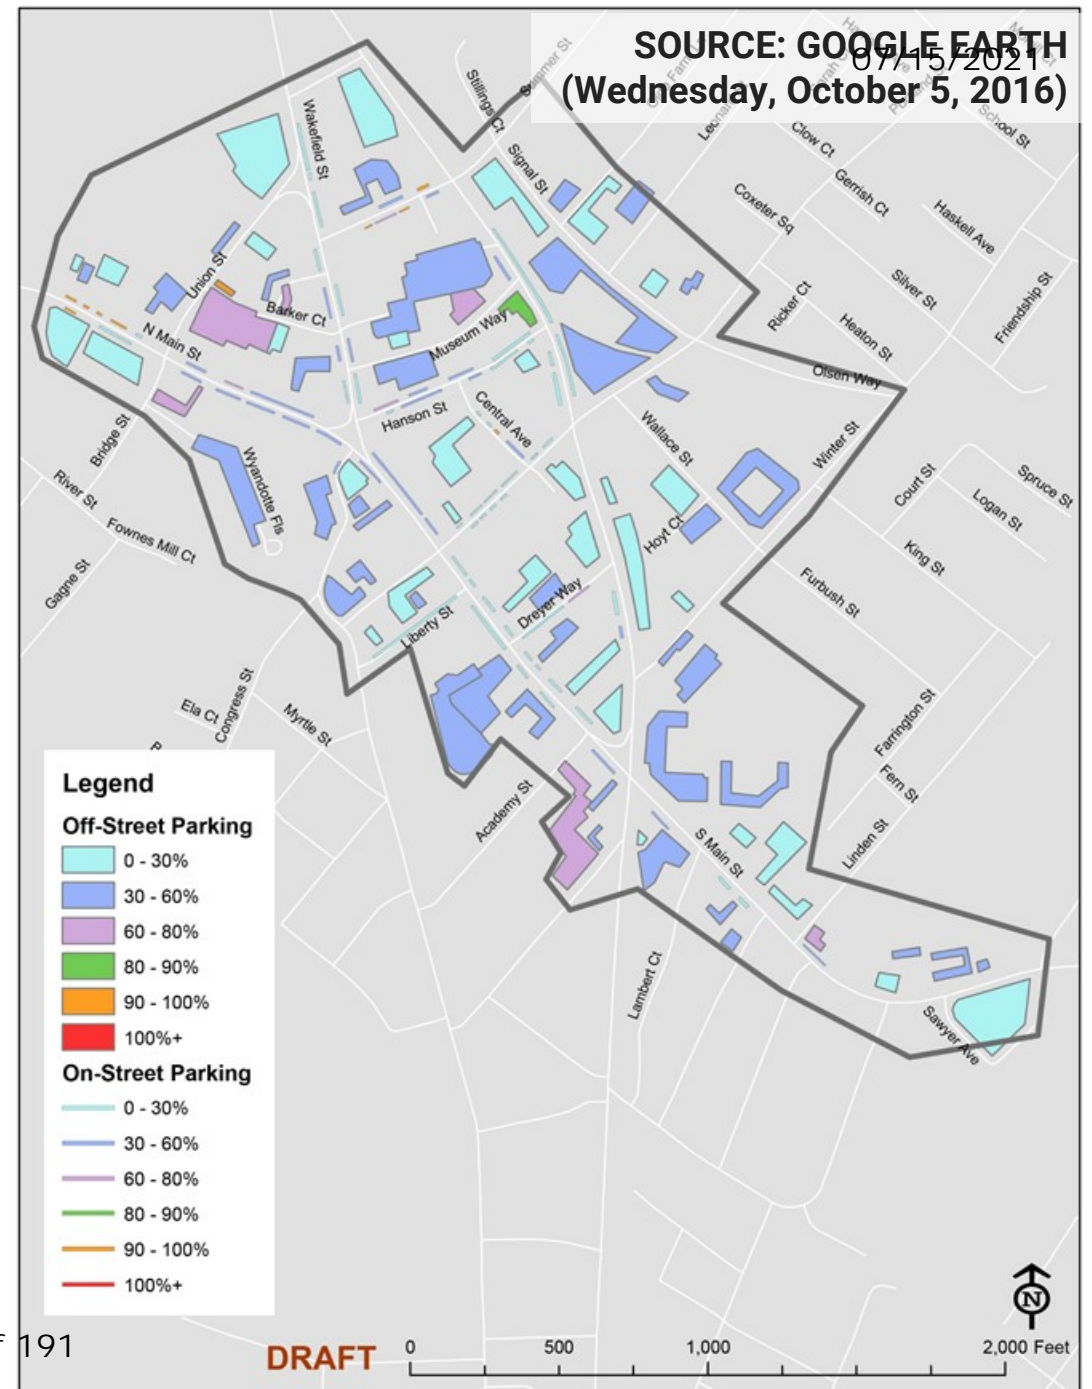 SOURCE: GOOGLE EARTH
07/15/2021
(Wednesday, October 5, 2016)
Stillings Ct
Wakefield St
Signal St
School St
Clow Ct
Gerrish Ct
Coxeter Sq
Haskell Ave
Union St
Silver St
Friendship St
Ricker Ct
Barker Ct
Heaton St
N Main St
Museum Way
Olsen Way
Hanson St
Central Ave
Wallace St
Winter St
Bridge St
Wyandotte Fls
River St
Court St
Spruce St
Logan St
Fownes Mill Ct
Hoyt Ct
King St
Gagne St
Furbush St
Dreyer Way
Liberty St
Congress St
Ela Ct
Myrtle St
Farrington St
Fern St
Academy St
S Main St
Linden St
Lambert Ct
Sawyer Ave
Legend
Off-Street Parking
0 - 30%
30 - 60%
60 - 80%
80 - 90%
90 - 100%
100%+
On-Street Parking
0 - 30%
30 - 60%
60 - 80%
80 - 90%
90 - 100%
100%+
N
191
DRAFT
0 500 1,000 2,000 Feet